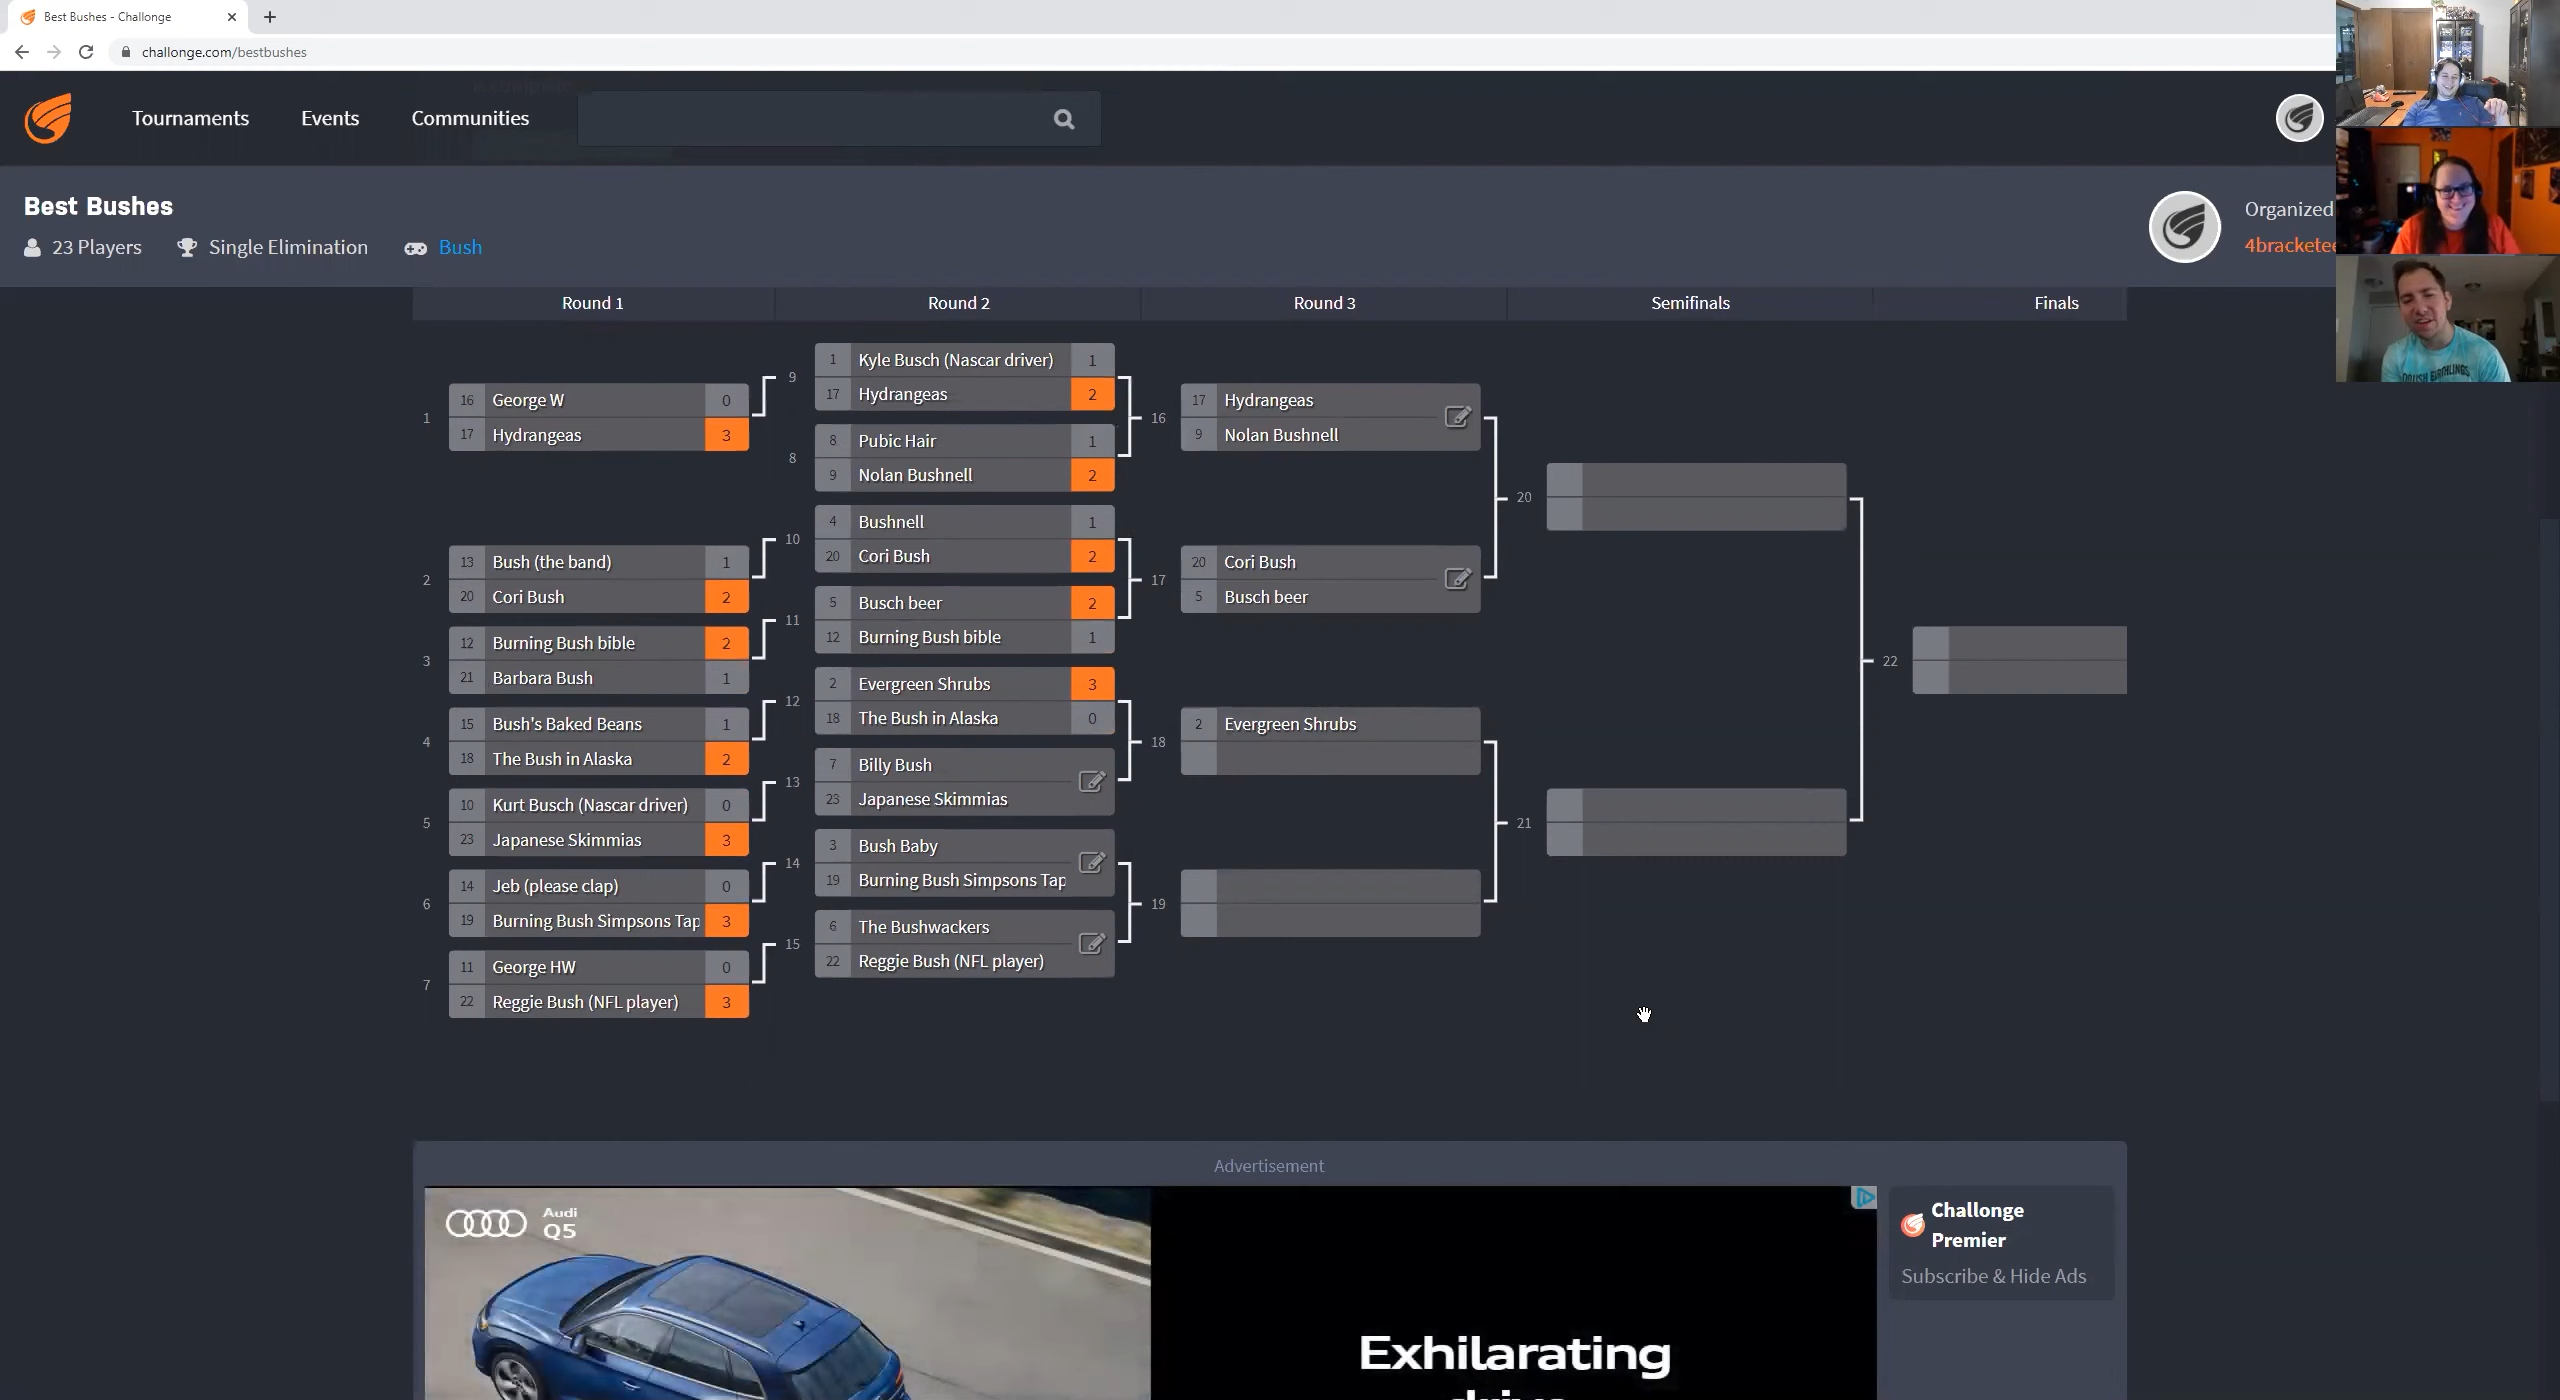 Best Bushes - Challonge
challonge.com/bestbushes
Tournaments Events Communities
Best Bushes
23 Players Single Elimination Bush
Organized
4brackete
Round 1 Round 2 Round 3 Semifinals Finals
1
16 George W 0
17 Hydrangeas 3
2
13 Bush (the band) 1
20 Cori Bush 2
3
12 Burning Bush bible 2
21 Barbara Bush 1
4
15 Bush's Baked Beans 1
18 The Bush in Alaska 2
5
10 Kurt Busch (Nascar driver) 0
23 Japanese Skimmias 3
6
14 Jeb (please clap) 0
19 Burning Bush Simpsons Tap 3
7
11 George HW 0
22 Reggie Bush (NFL player) 3
9
1 Kyle Busch (Nascar driver) 1
17 Hydrangeas 2
8
8 Pubic Hair 1
9 Nolan Bushnell 2
10
4 Bushnell 1
20 Cori Bush 2
11
5 Busch beer 2
12 Burning Bush bible 1
12
2 Evergreen Shrubs 3
18 The Bush in Alaska 0
13
7 Billy Bush
23 Japanese Skimmias
14
3 Bush Baby
19 Burning Bush Simpsons Tap
15
6 The Bushwackers
22 Reggie Bush (NFL player)
16
17 Hydrangeas
9 Nolan Bushnell
17
20 Cori Bush
5 Busch beer
18
2 Evergreen Shrubs
19
20
21
22
Advertisement
Audi
Q5
Exhilarating
Challonge
Premier
Subscribe & Hide Ads